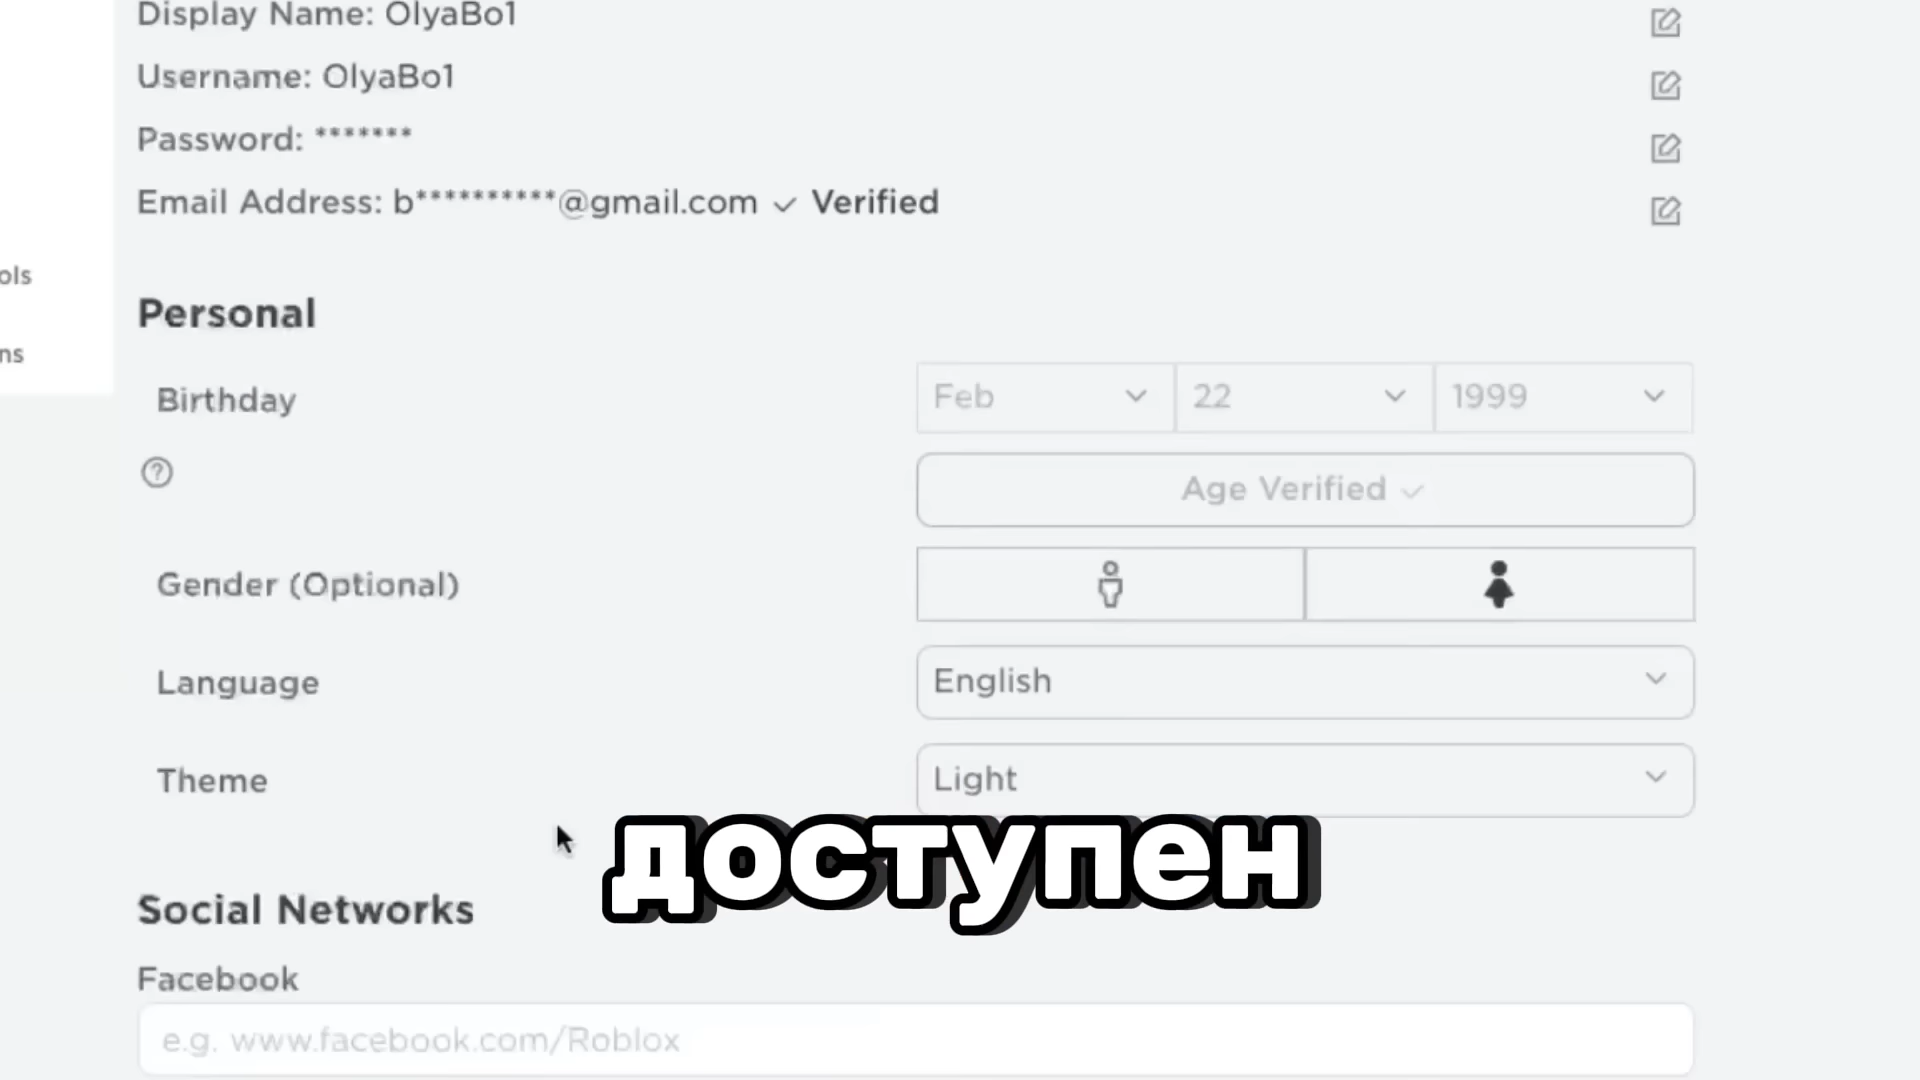 Display Name: OlyaBo1
Username: OlyaBo1
Password: *******
Email Address: b**********@gmail.com ✓ Verified
ols
Personal
ns
Birthday
Feb
22
1999
Age Verified ✓
Gender (Optional)
Language
English
Theme
Light
доступен
Social Networks
Facebook
e.g. www.facebook.com/Roblox